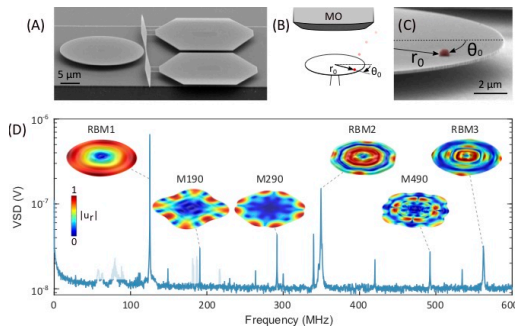 (A)
5 μm
(B)
MO
r0
θ0
(C)
r0
θ0
2 μm
(D)
RBM1
M190
M290
RBM2
M490
RBM3
1
|ur|
0
VSD (V)
10-6
10-7
10-8
0 100 200 300 400 500 600
Frequency (MHz)